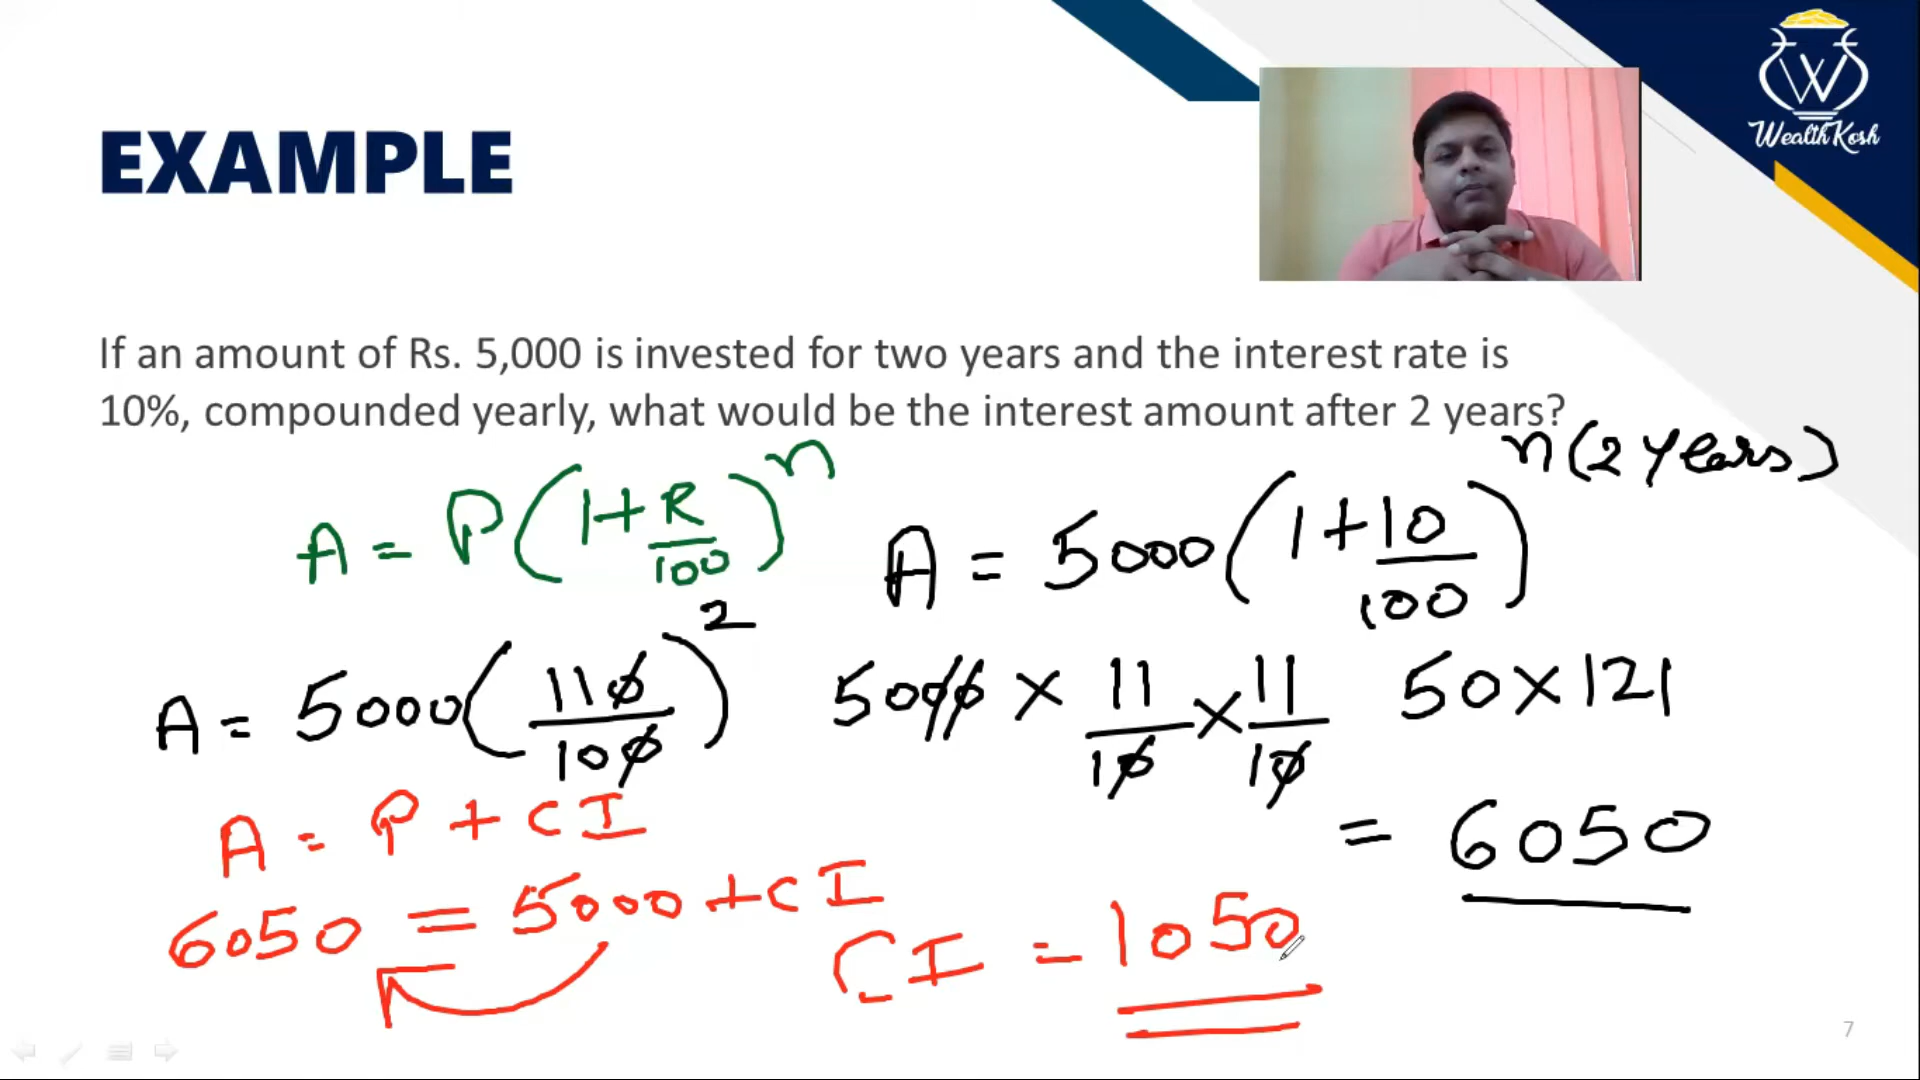 WealthKosh
EXAMPLE
If an amount of Rs. 5,000 is invested for two years and the interest rate is
10%, compounded yearly, what would be the interest amount after 2 years?
A = P(1+R/100)^n
A = 5000(1+10/100)^n (2 years)
A = 5000(110/100)^2
5000 × 11/10 × 11/10
50×121
= 6050
A = P + CI
6050 = 5000 + CI
CI = 1050
7